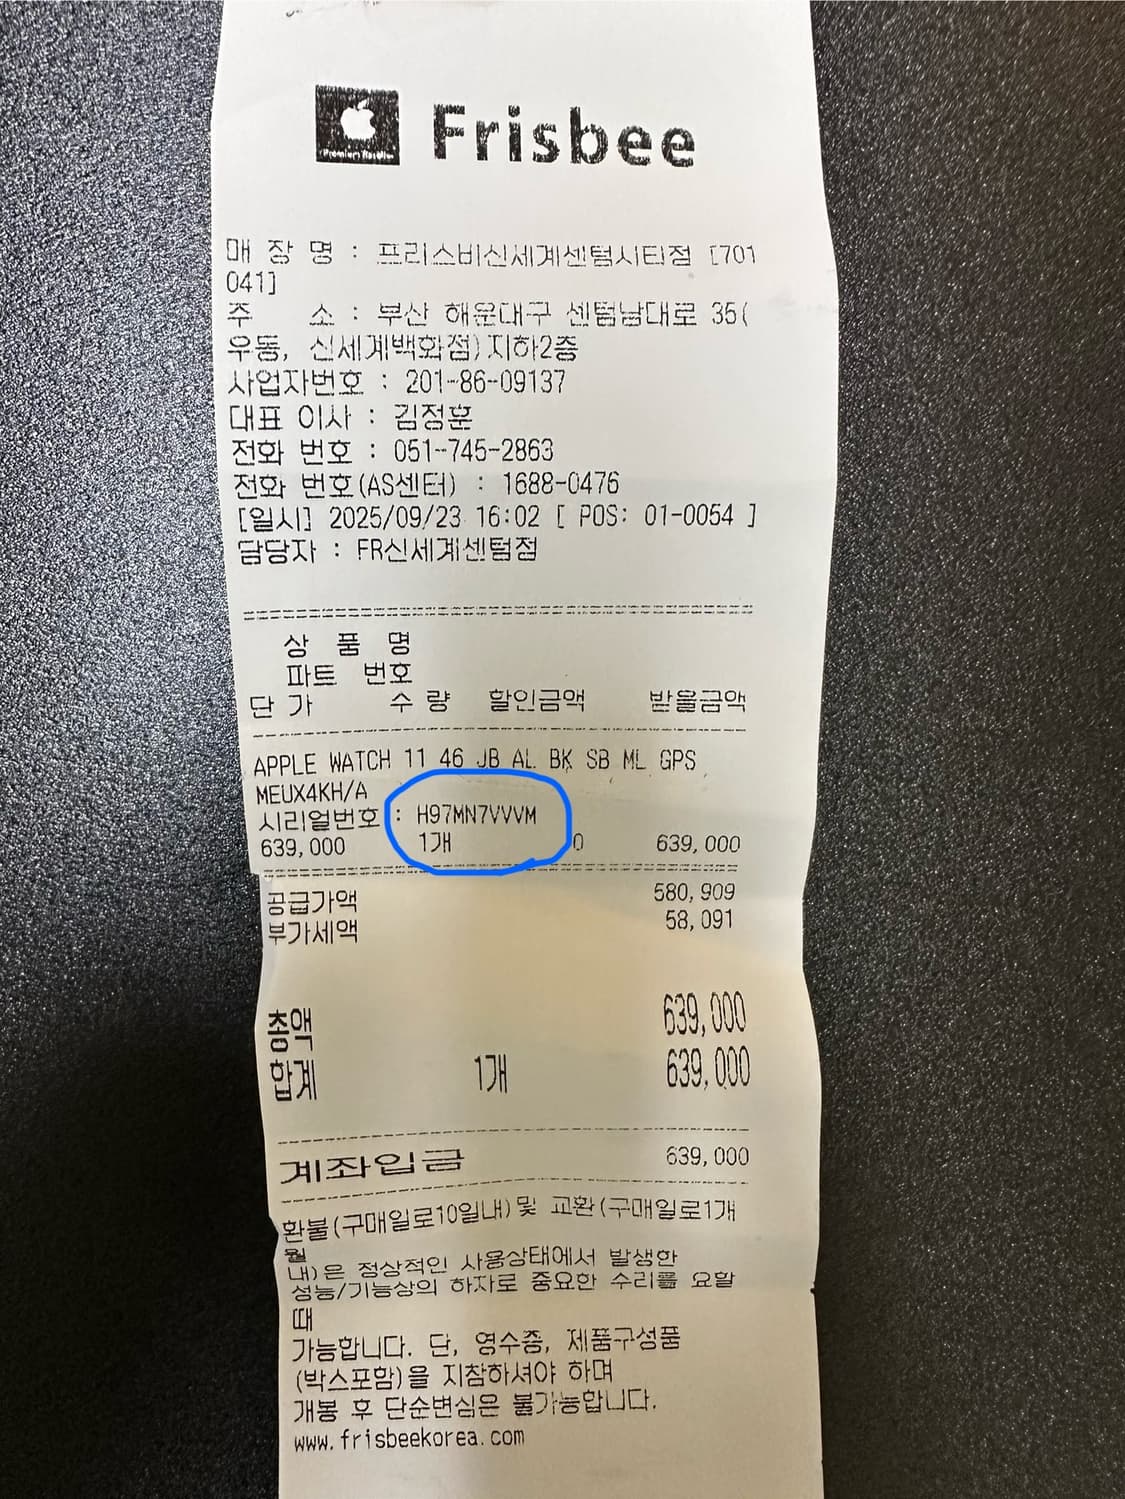 Frisbee
매 장 명 : 프리스비신세계센텀시티점 [701
041]
주 소 : 부산 해운대구 센텀남대로 35(
우동, 신세계백화점)지하2층
사업자번호 : 201-86-09137
대표 이사 : 김정훈
전화 번호 : 051-745-2863
전화 번호(AS센터) : 1688-0476
[일시] 2025/09/23 16:02 [ POS: 01-0054 ]
담당자 : FR신세계센텀점
상 품 명
파트 번호
단 가 수 량 할인금액 받을금액
APPLE WATCH 11 46 JB AL BK SB ML GPS
MEUX4KH/A
시리얼번호 : H97MN7VVVM
639,000 1개 0 639,000
공급가액 580,909
부가세액 58,091
총액 639,000
합계 1개 639,000
계좌입금 639,000
환불(구매일로10일내)및 교환(구매일로1개
월
내)은 정상적인 사용상태에서 발생한
성능/기능상의 하자로 중요한 수리를 요할
때
가능합니다. 단, 영수증, 제품구성품
(박스포함)을 지참하셔야 하며
개봉 후 단순변심은 불가능합니다.
www.frisbeekorea.com